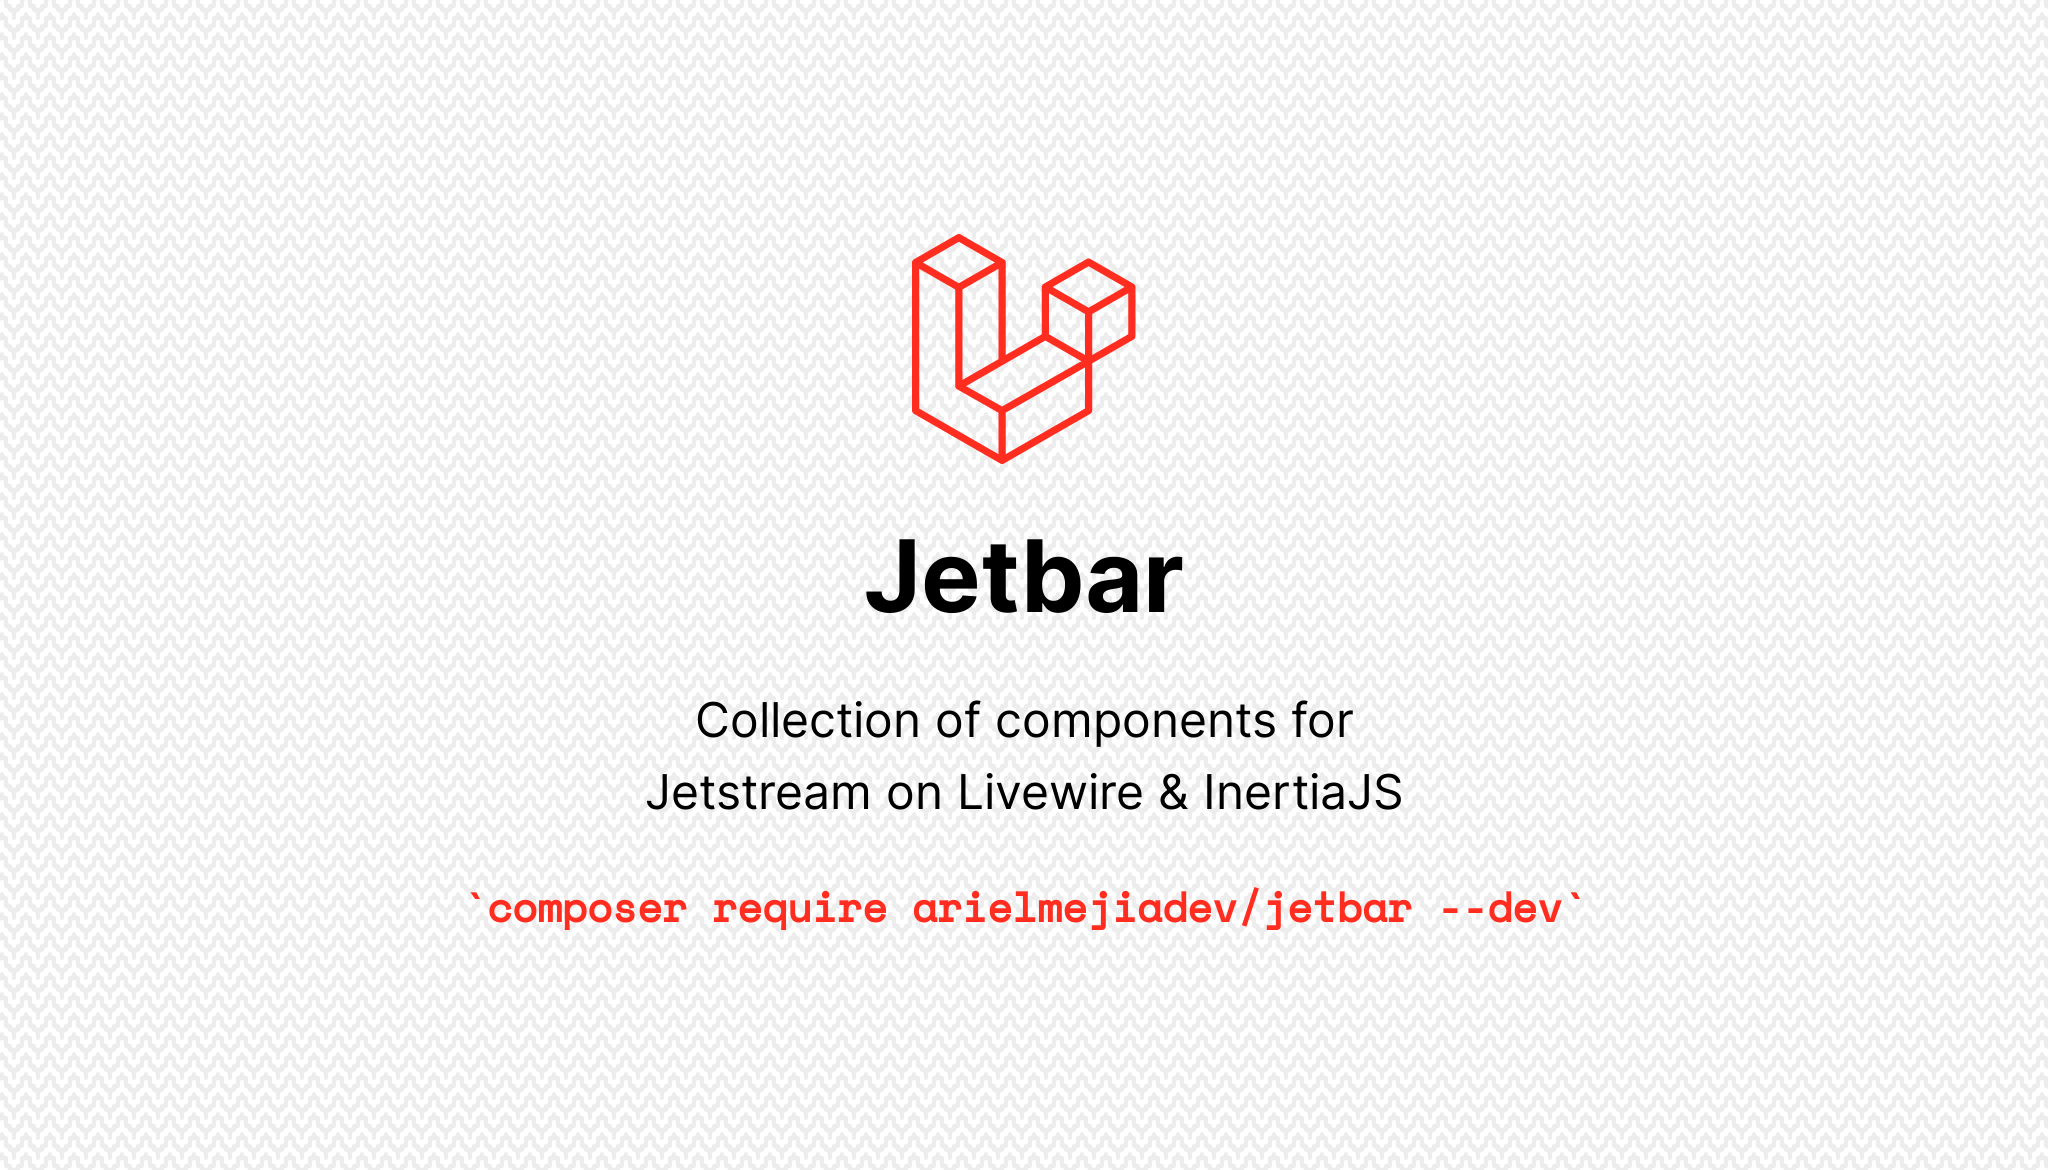 Jetbar
Collection of components for
Jetstream on Livewire & InertiaJS
`composer require arielmejiadev/jetbar --dev`